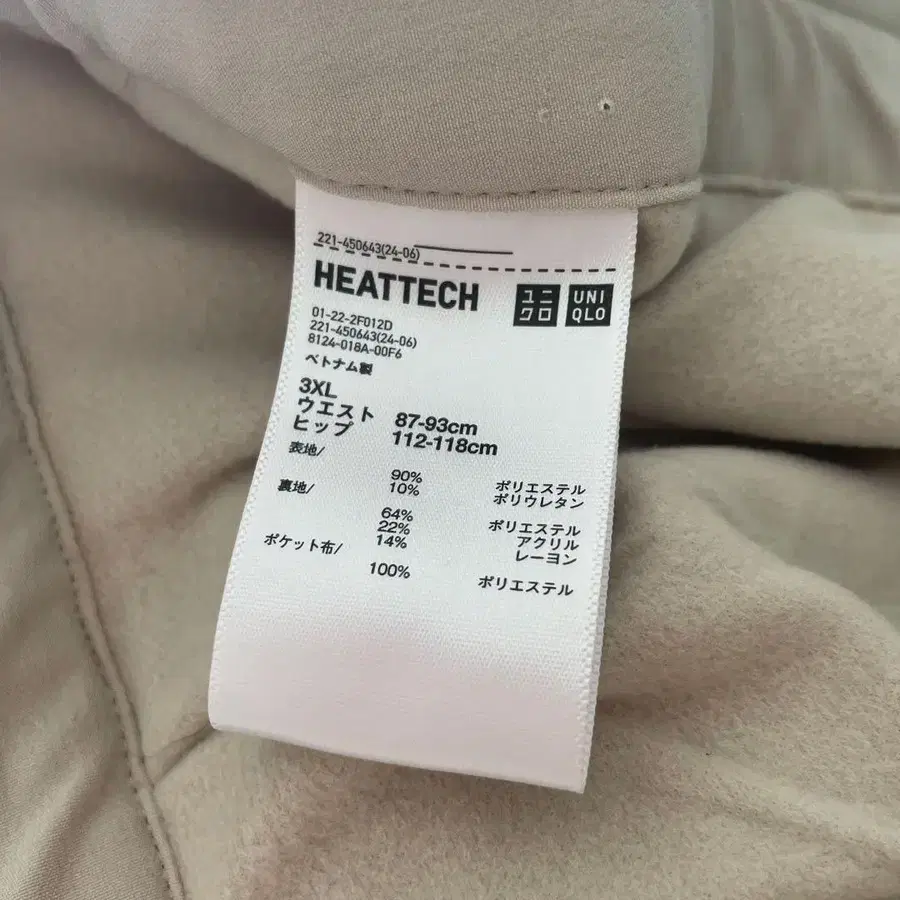 221-450643(24-06)
HEATTECH
ユニ
クロ
UNI
QLO
01-22-2F012D
221-450643(24-06)
8124-018A-00F6
ベトナム製
3XL
ウエスト 87-93cm
ヒップ 112-118cm
表地/
90% ポリエステル
10% ポリウレタン
裏地/
64% ポリエステル
22% アクリル
14% レーヨン
ポケット布/
100% ポリエステル